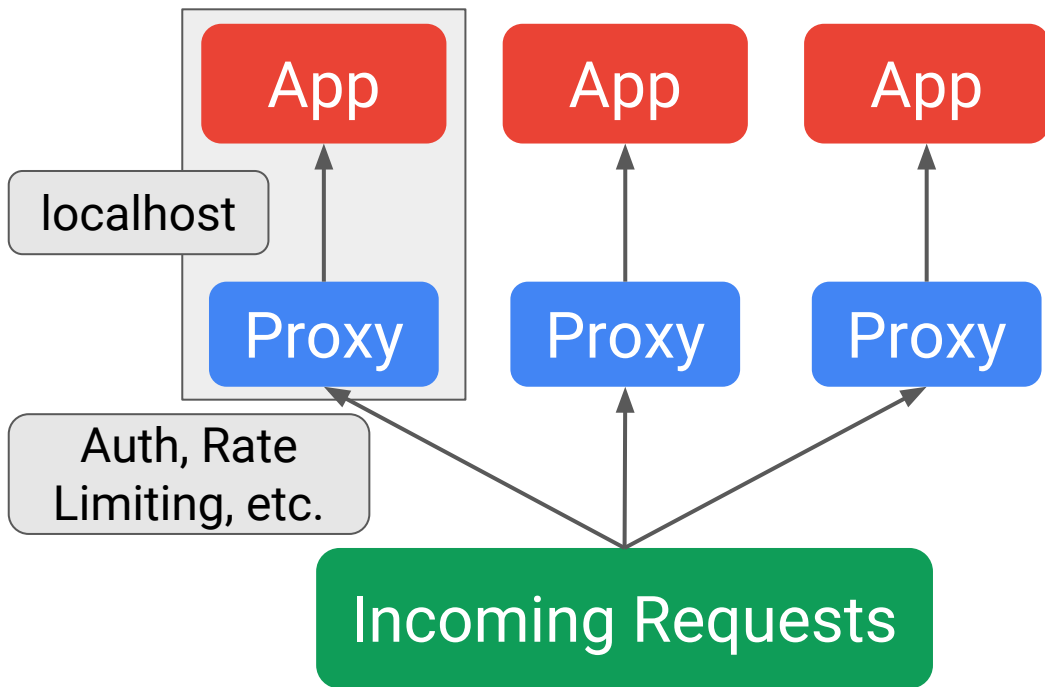 App
App
App
localhost
Proxy
Proxy
Proxy
Auth, Rate
Limiting, etc.
Incoming Requests